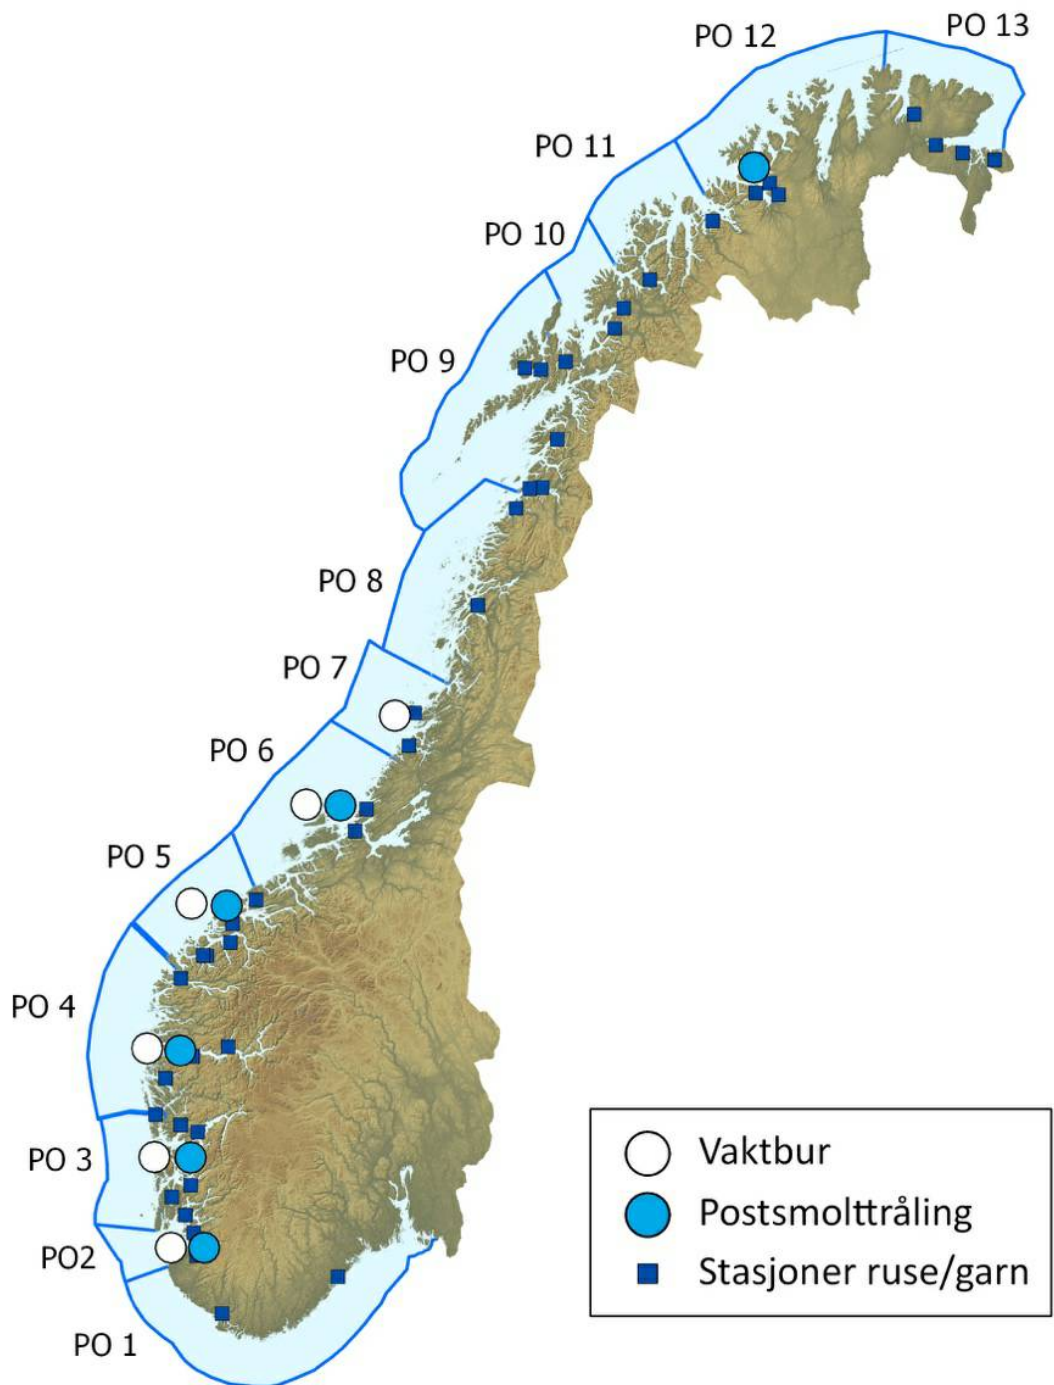 PO 13
PO 12
PO 11
PO 10
PO 9
PO 8
PO 7
PO 6
PO 5
PO 4
PO 3
PO2
PO 1
Vaktbur
Postsmolttråling
Stasjoner ruse/garn